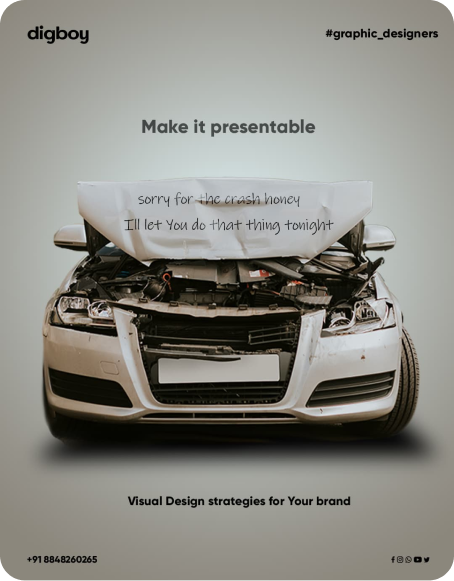 digboy
#graphic_designers
Make it presentable
sorry for the crash honey
Ill let You do that thing tonight
Visual Design strategies for Your brand
+91 8848260265